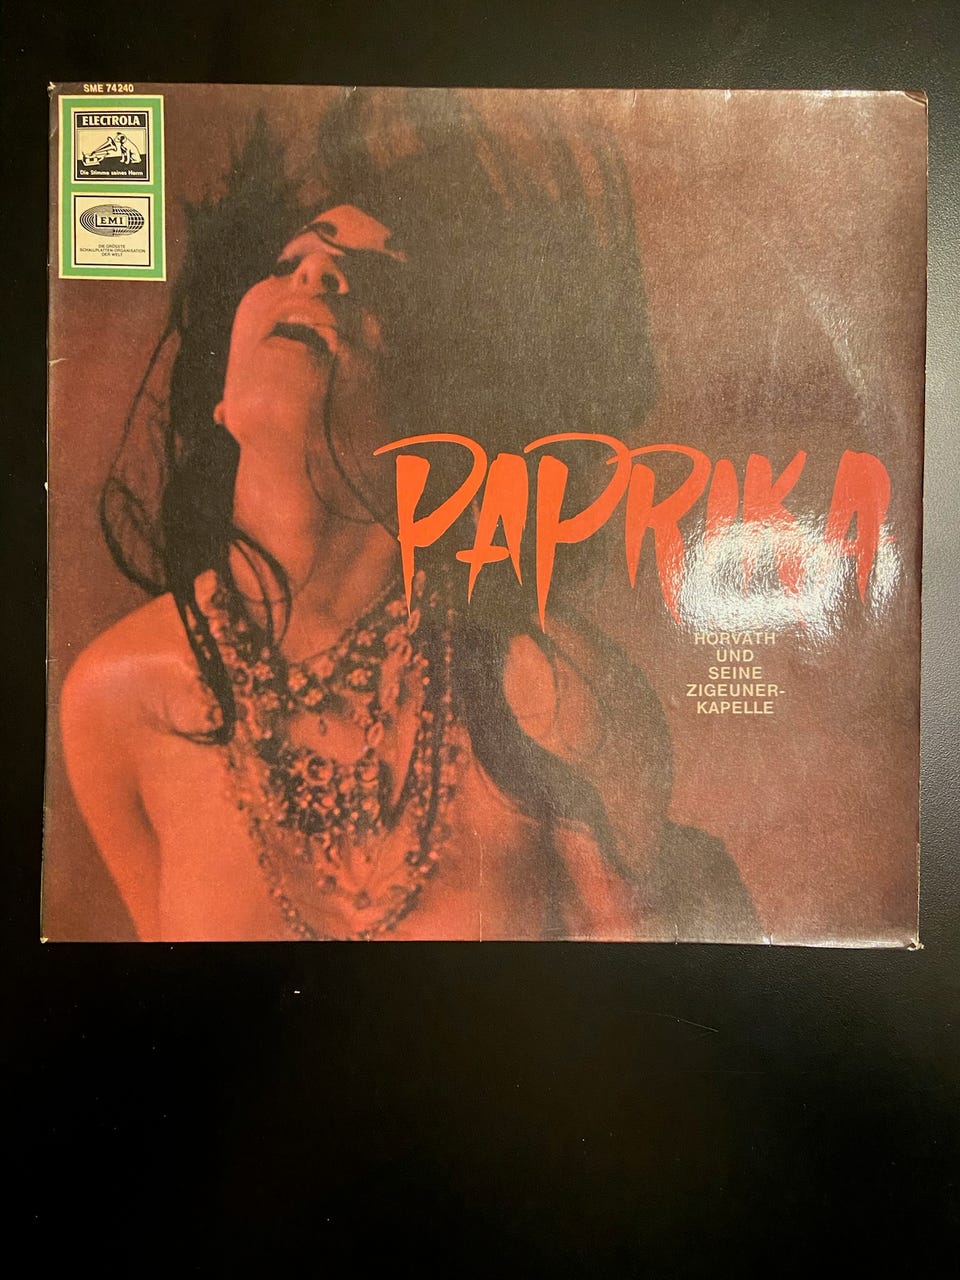 SME 74240
ELECTROLA
Die Stimme seines Herrn
EMI
DIE GRÖSSTE
SCHALLPLATTEN-ORGANISATION
DER WELT
PAPRIKA
HORVATH
UND
SEINE
ZIGEUNER-
KAPELLE